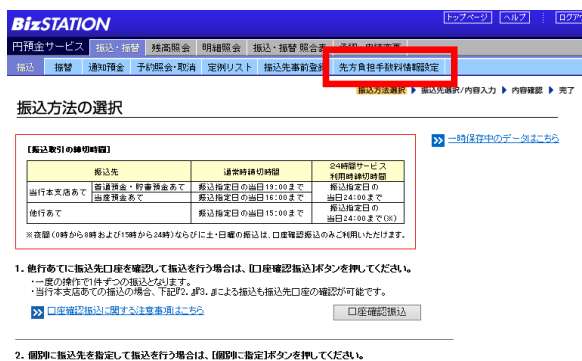 BizSTATION
トップページ ヘルプ ログア
円預金サービス 振込・振替 残高照会 明細照会 振込・振替 照会表
振込 振替 通知預金 予約照会・取消 定例リスト 振込先事前登録 先方負担手数料情報設定
振込方法選択 ▶ 振込先選択/内容入力 ▶ 内容確認 ▶ 完了
振込方法の選択
一時保存中のデータはこちら
【振込取引の締切時間】
振込先 通常時締切時間 24時間サービス利用時締切時間
当行本支店あて 普通預金・貯蓄預金あて 振込指定日の当日19:00まで 振込指定日の当日24:00まで
当座預金あて 振込指定日の当日16:00まで
他行あて 振込指定日の当日15:00まで 振込指定日の当日24:00まで(※)
※夜間(0時から8時および15時から24時)ならびに土・日曜の振込は、口座確認振込のみご利用いただけます。
1. 他行あてに振込先口座を確認して振込を行う場合は、[口座確認振込]ボタンを押してください。
・一度の操作で1件ずつの振込となります。
・当行本支店あての振込の場合、下記『2.』『3.』による振込も振込先口座の確認が可能です。
口座確認振込に関する注意事項はこちら
口座確認振込
2. 個別に振込先を指定して振込を行う場合は、[個別に指定]ボタンを押してください。